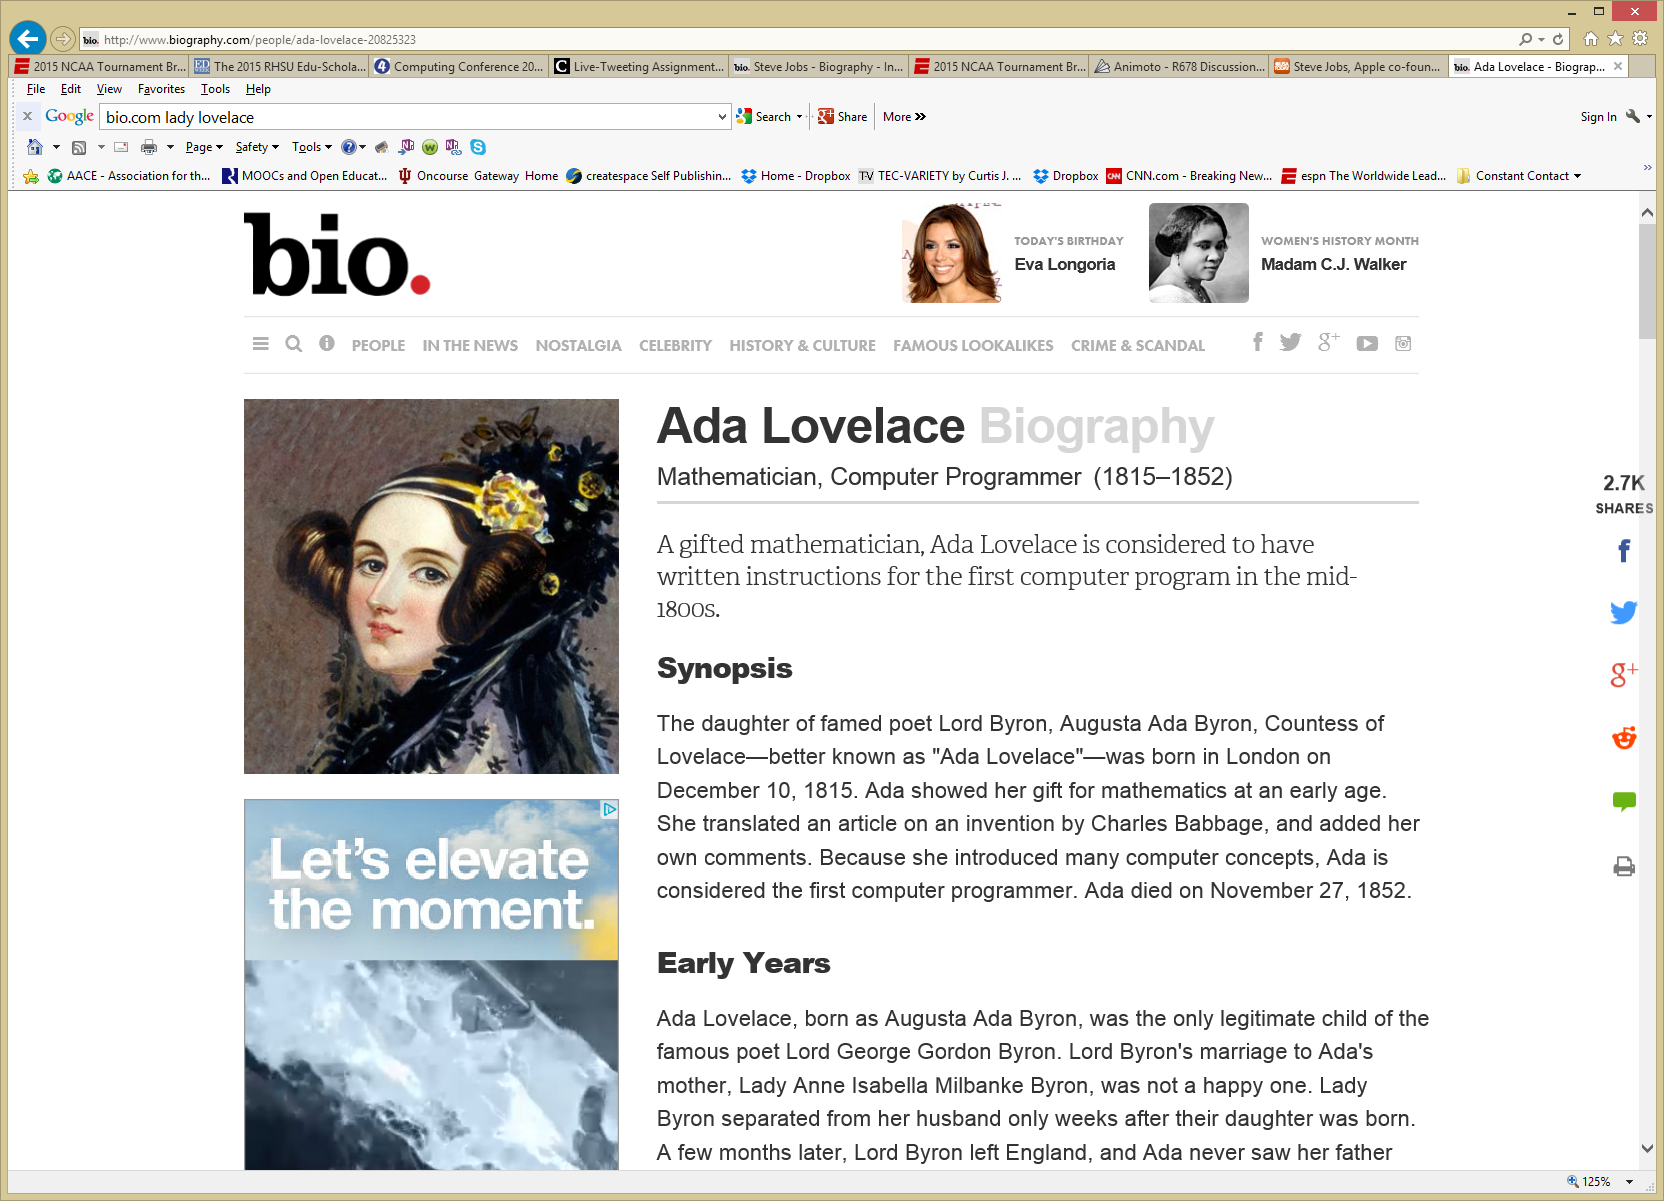 http://www.biography.com/people/ada-lovelace-20825323
2015 NCAA Tournament Br...
The 2015 RHSU Edu-Schola...
Computing Conference 20...
Live-Tweeting Assignment...
Steve Jobs - Biography - In...
2015 NCAA Tournament Br...
Animoto - R678 Discussion...
Steve Jobs, Apple co-foun...
Ada Lovelace - Biograp...
File Edit View Favorites Tools Help
x Google bio.com lady lovelace Search Share More Sign In
Page Safety Tools
AACE - Association for th... MOOCs and Open Educat... Oncourse Gateway Home createspace Self Publishin... Home - Dropbox TEC-VARIETY by Curtis J. ... Dropbox CNN.com - Breaking New... espn The Worldwide Lead... Constant Contact
bio.
TODAY'S BIRTHDAY
Eva Longoria
WOMEN'S HISTORY MONTH
Madam C.J. Walker
PEOPLE IN THE NEWS NOSTALGIA CELEBRITY HISTORY & CULTURE FAMOUS LOOKALIKES CRIME & SCANDAL
Ada Lovelace Biography
Mathematician, Computer Programmer (1815–1852)
A gifted mathematician, Ada Lovelace is considered to have
written instructions for the first computer program in the mid-
1800s.
Synopsis
The daughter of famed poet Lord Byron, Augusta Ada Byron, Countess of
Lovelace—better known as "Ada Lovelace"—was born in London on
December 10, 1815. Ada showed her gift for mathematics at an early age.
She translated an article on an invention by Charles Babbage, and added her
own comments. Because she introduced many computer concepts, Ada is
considered the first computer programmer. Ada died on November 27, 1852.
Early Years
Ada Lovelace, born as Augusta Ada Byron, was the only legitimate child of the
famous poet Lord George Gordon Byron. Lord Byron's marriage to Ada's
mother, Lady Anne Isabella Milbanke Byron, was not a happy one. Lady
Byron separated from her husband only weeks after their daughter was born.
A few months later, Lord Byron left England, and Ada never saw her father
Let's elevate
the moment.
2.7K
SHARES
125%